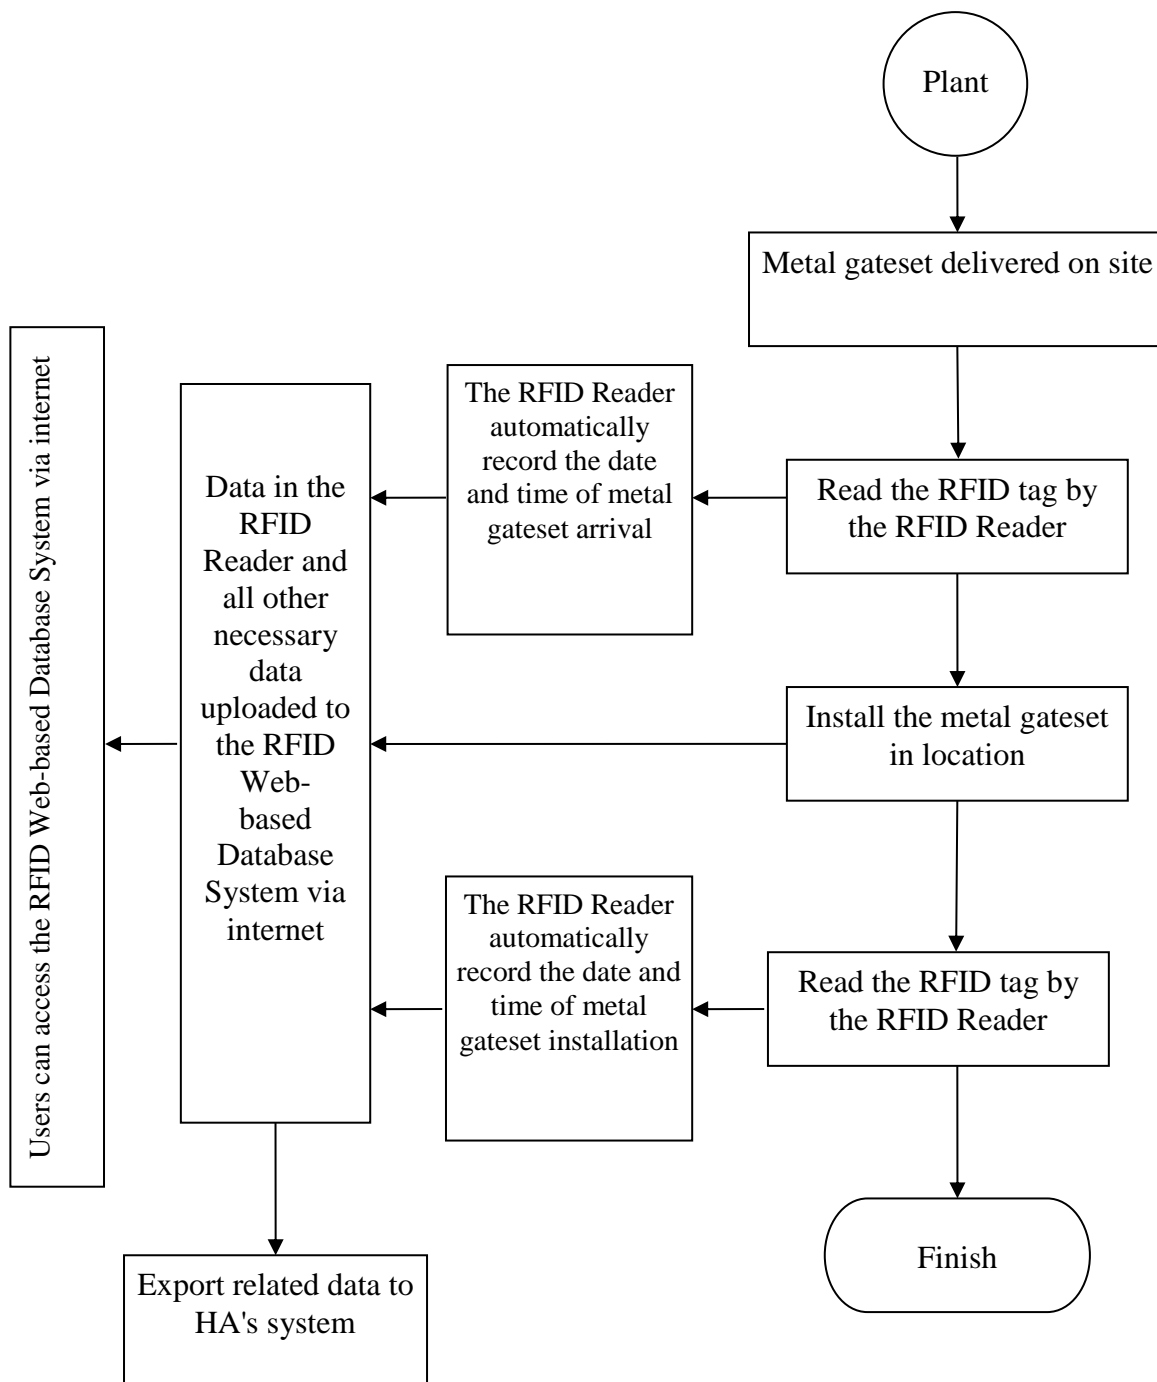 Plant
Metal gateset delivered on site
Users can access the RFID Web-based Database System via internet
Data in the
RFID
Reader and
all other
necessary
data
uploaded to
the RFID
Web-
based
Database
System via
internet
The RFID Reader
automatically
record the date
and time of metal
gateset arrival
Read the RFID tag by
the RFID Reader
Install the metal gateset
in location
The RFID Reader
automatically
record the date and
time of metal
gateset installation
Read the RFID tag by
the RFID Reader
Export related data to
HA's system
Finish